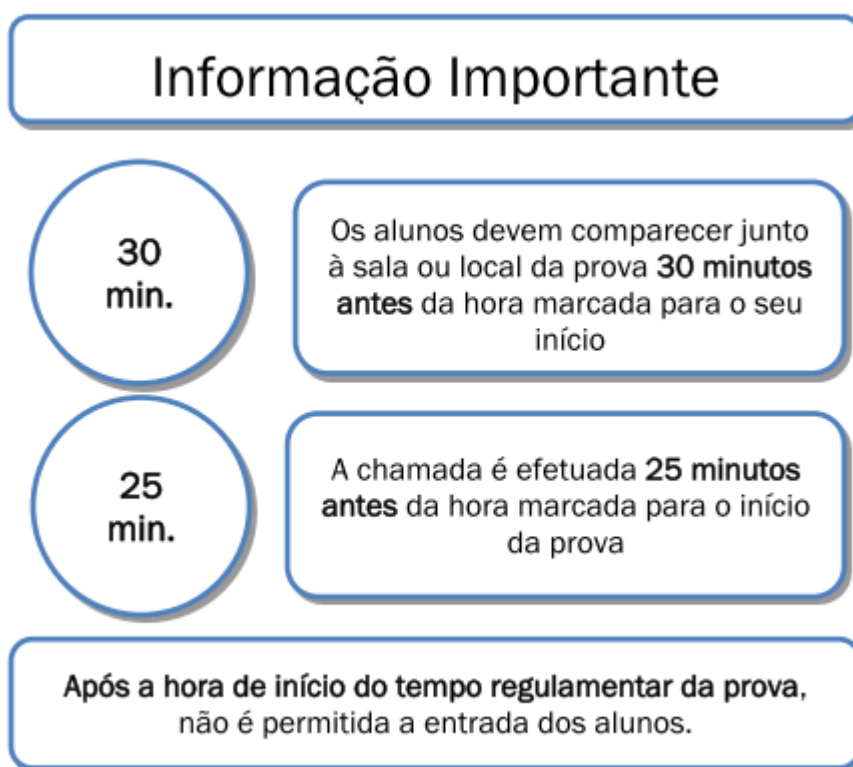 Informação Importante
30
min.
Os alunos devem comparecer junto
à sala ou local da prova 30 minutos
antes da hora marcada para o seu
início
25
min.
A chamada é efetuada 25 minutos
antes da hora marcada para o início
da prova
Após a hora de início do tempo regulamentar da prova,
não é permitida a entrada dos alunos.